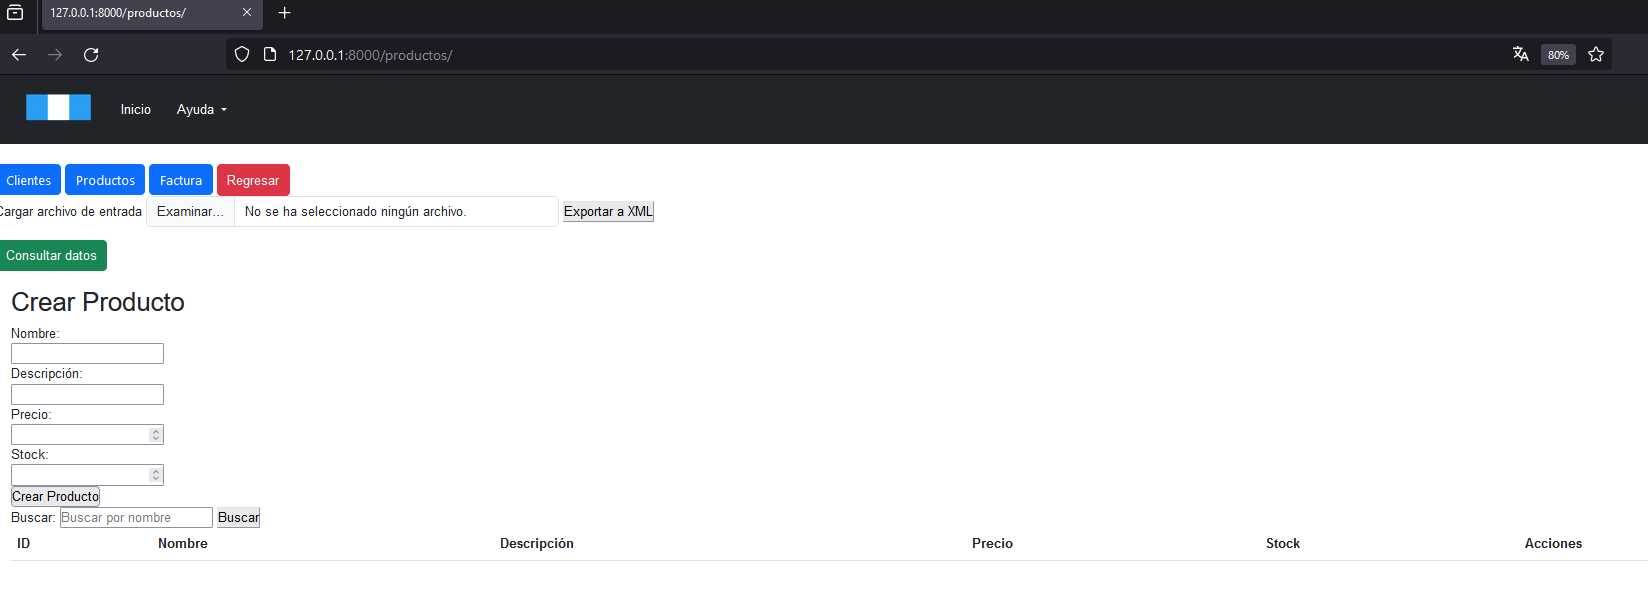 127.0.0.1:8000/productos/
127.0.0.1:8000/productos/ 80%
Inicio Ayuda
Clientes Productos Factura Regresar
Cargar archivo de entrada Examinar... No se ha seleccionado ningún archivo. Exportar a XML
Consultar datos
Crear Producto
Nombre:
Descripción:
Precio:
Stock:
Crear Producto
Buscar: Buscar por nombre Buscar
ID Nombre Descripción Precio Stock Acciones